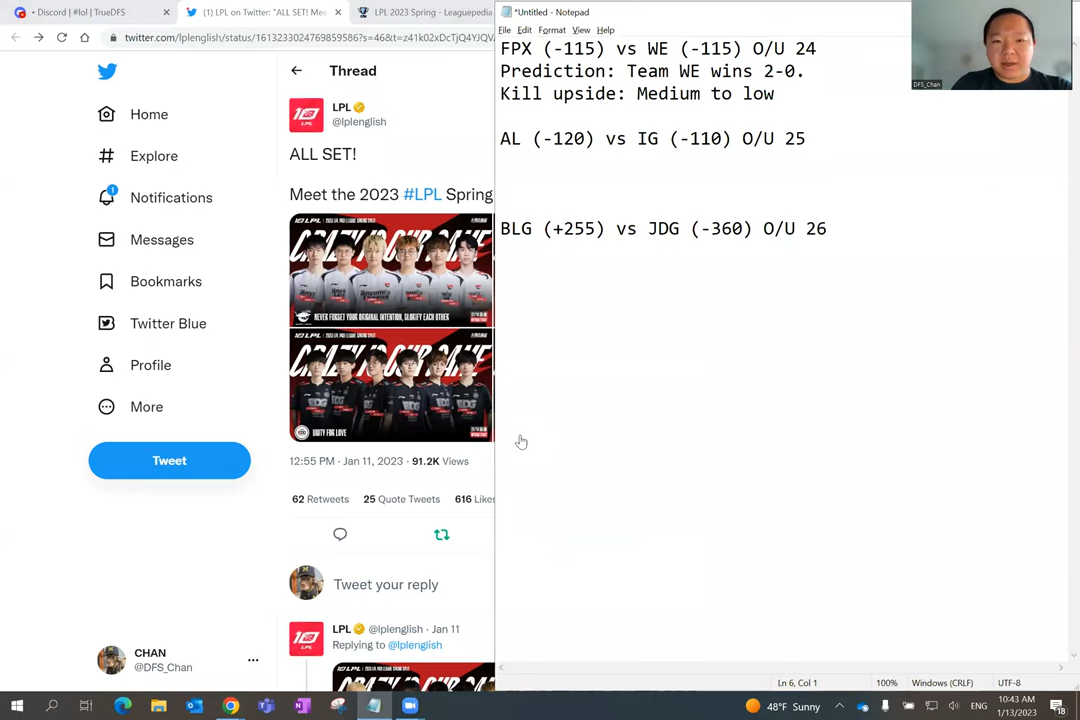 • Discord | #lol | TrueDFS
(1) LPL on Twitter: "ALL SET! Mee
LPL 2023 Spring - Leaguepedia
twitter.com/lplenglish/status/1613233024769859586?s=46&t=z41k02xDcTjQ4YJQVA
*Untitled - Notepad
File Edit Format View Help
Home
Explore
1
Notifications
Messages
Bookmarks
Twitter Blue
Profile
More
Tweet
CHAN
@DFS_Chan
Thread
LPL
@lplenglish
ALL SET!
Meet the 2023 #LPL Spring
NEVER FORGET YOUR ORIGINAL INTENTION, GLORIFY EACH OTHER
UNITY FOR LOVE
12:55 PM · Jan 11, 2023 · 91.2K Views
62 Retweets 25 Quote Tweets 616 Likes
Tweet your reply
LPL @lplenglish · Jan 11
Replying to @lplenglish
FPX (-115) vs WE (-115) O/U 24
Prediction: Team WE wins 2-0.
Kill upside: Medium to low
AL (-120) vs IG (-110) O/U 25
BLG (+255) vs JDG (-360) O/U 26
DFS_Chan
Ln 6, Col 1 100% Windows (CRLF) UTF-8
48°F Sunny
ENG
10:43 AM
1/13/2023
18